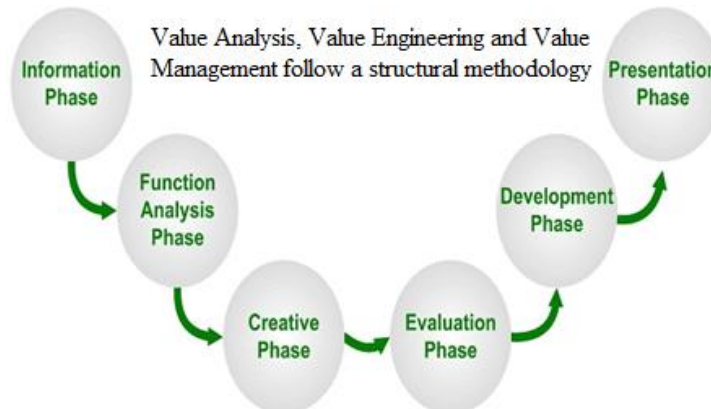 Value Analysis, Value Engineering and Value
Management follow a structural methodology
Information
Phase
Function
Analysis
Phase
Creative
Phase
Evaluation
Phase
Development
Phase
Presentation
Phase